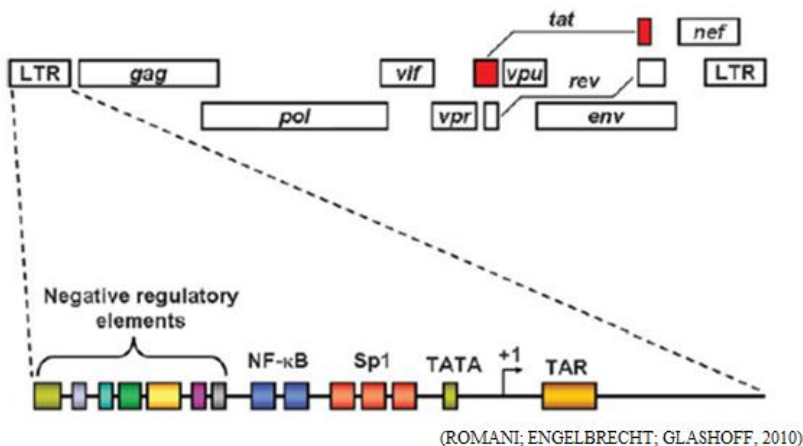 tat nef
LTR gag vif vpu rev LTR
pol vpr env
Negative regulatory
elements
NF-κB Sp1 TATA +1 TAR
(ROMANI; ENGELBRECHT; GLASHOFF, 2010)